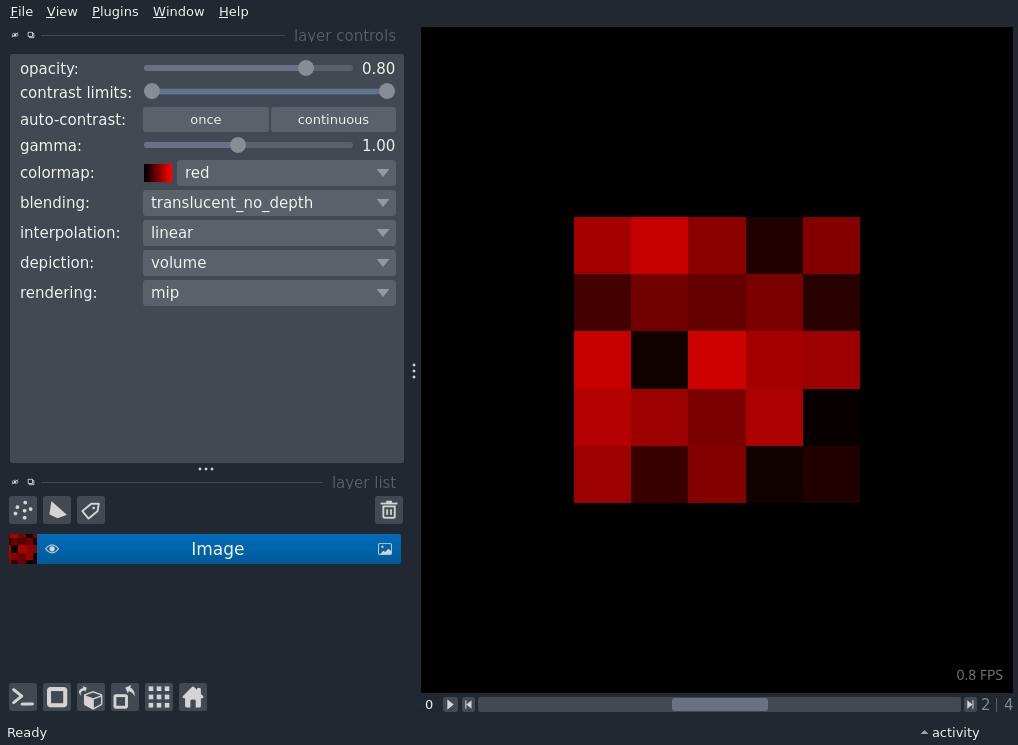 File View Plugins Window Help
layer controls
opacity: 0.80
contrast limits:
auto-contrast: once continuous
gamma: 1.00
colormap: red
blending: translucent_no_depth
interpolation: linear
depiction: volume
rendering: mip
layer list
Image
0.8 FPS
0 2 | 4
Ready activity